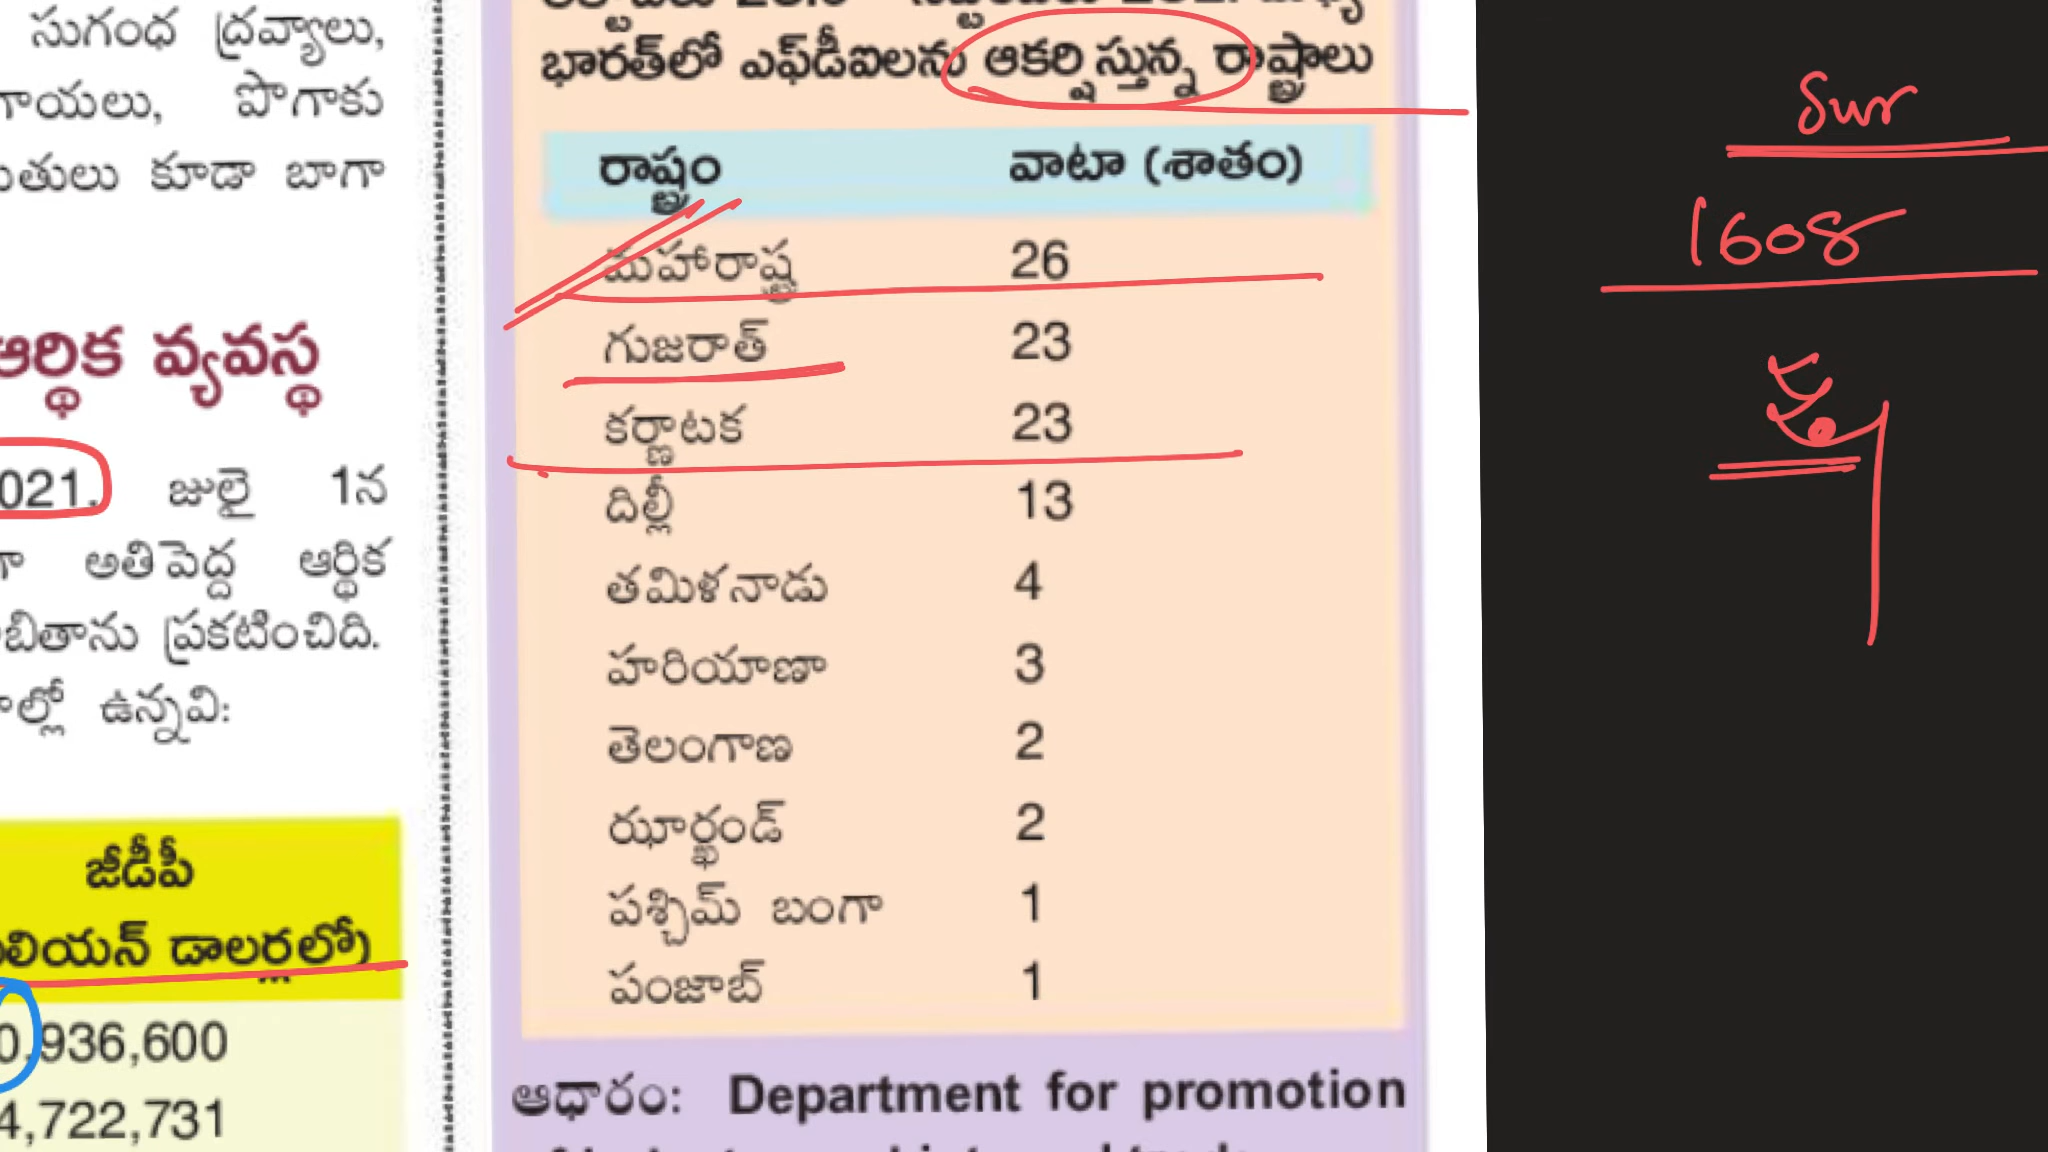 సుగంధ ద్రవ్యాలు,
పొగాకు
కూడా బాగా
ఆర్థిక వ్యవస్థ
021. జులై 1న
అతిపెద్ద ఆర్థిక
ప్రకటించిది.
ఉన్నవి:
జీడీపీ
డాలర్లలో)
0,936,600
4,722,731
భారత్‌లో ఎఫ్‌డీఐలను ఆకర్షిస్తున్న రాష్ట్రాలు
రాష్ట్రం వాటా (శాతం)
మహారాష్ట్ర 26
గుజరాత్ 23
కర్ణాటక 23
దిల్లీ 13
తమిళనాడు 4
హరియాణా 3
తెలంగాణ 2
ఝార్ఖండ్ 2
పశ్చిమ్ బంగా 1
పంజాబ్ 1
ఆధారం: Department for promotion
Sur
1608